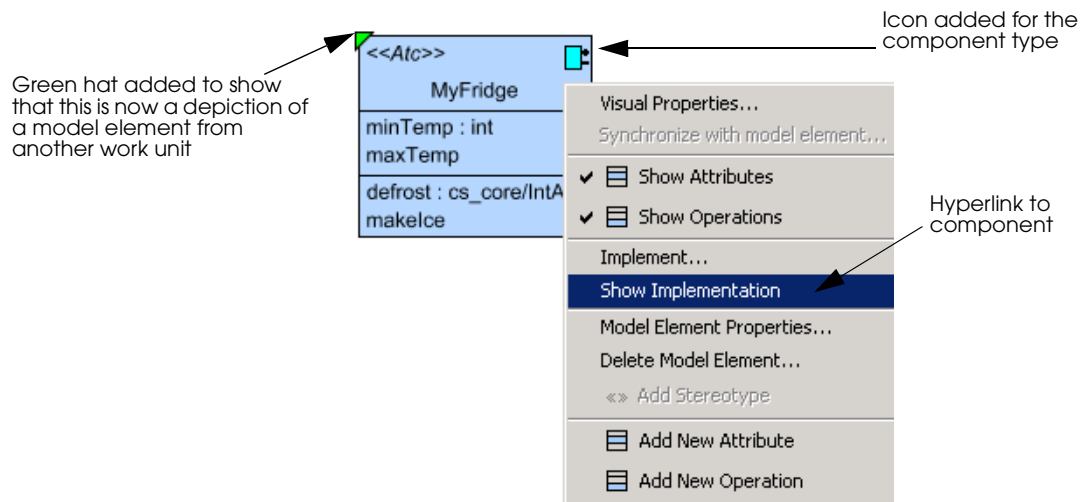 Icon added for the
component type
Green hat added to show
that this is now a depiction of
a model element from
another work unit
<<Atc>>
MyFridge
minTemp : int
maxTemp
defrost : cs_core/IntA
makeIce
Visual Properties...
Synchronize with model element...
Show Attributes
Show Operations
Implement...
Show Implementation
Model Element Properties...
Delete Model Element...
«» Add Stereotype
Add New Attribute
Add New Operation
Hyperlink to
component